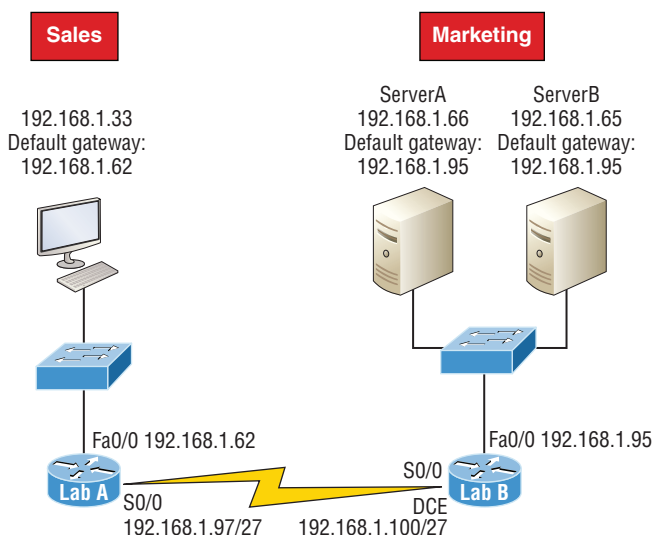 Sales
Marketing
192.168.1.33
Default gateway:
192.168.1.62
ServerA
192.168.1.66
Default gateway:
192.168.1.95
ServerB
192.168.1.65
Default gateway:
192.168.1.95
Fa0/0 192.168.1.62
Fa0/0 192.168.1.95
Lab A
S0/0
192.168.1.97/27
S0/0
DCE
192.168.1.100/27
Lab B